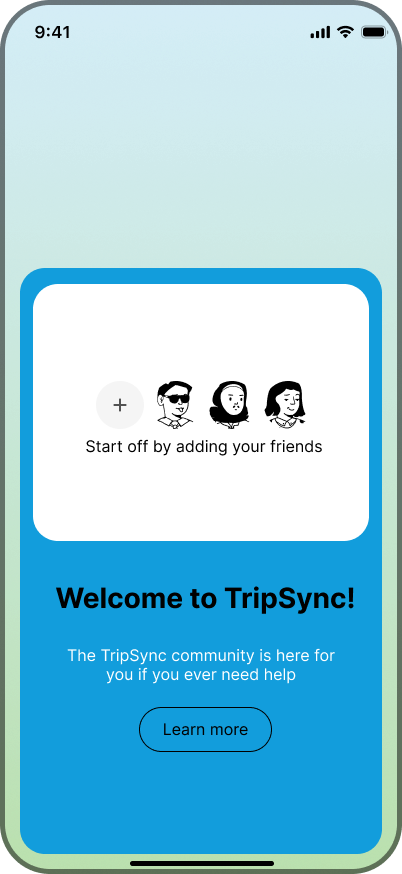 9:41
Start off by adding your friends
Welcome to TripSync!
The TripSync community is here for
you if you ever need help
Learn more